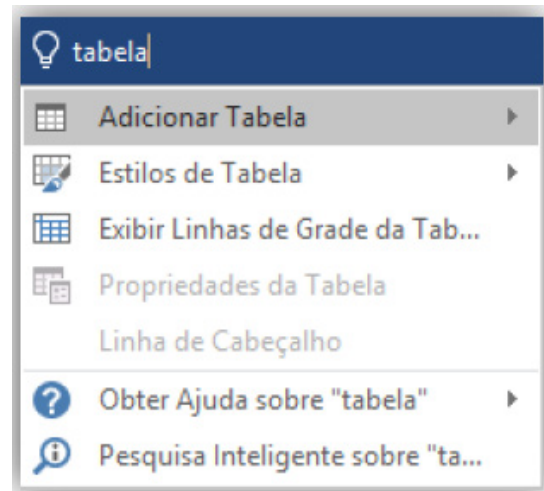 tabela
Adicionar Tabela
Estilos de Tabela
Exibir Linhas de Grade da Tab...
Propriedades da Tabela
Linha de Cabeçalho
Obter Ajuda sobre "tabela"
Pesquisa Inteligente sobre "ta...